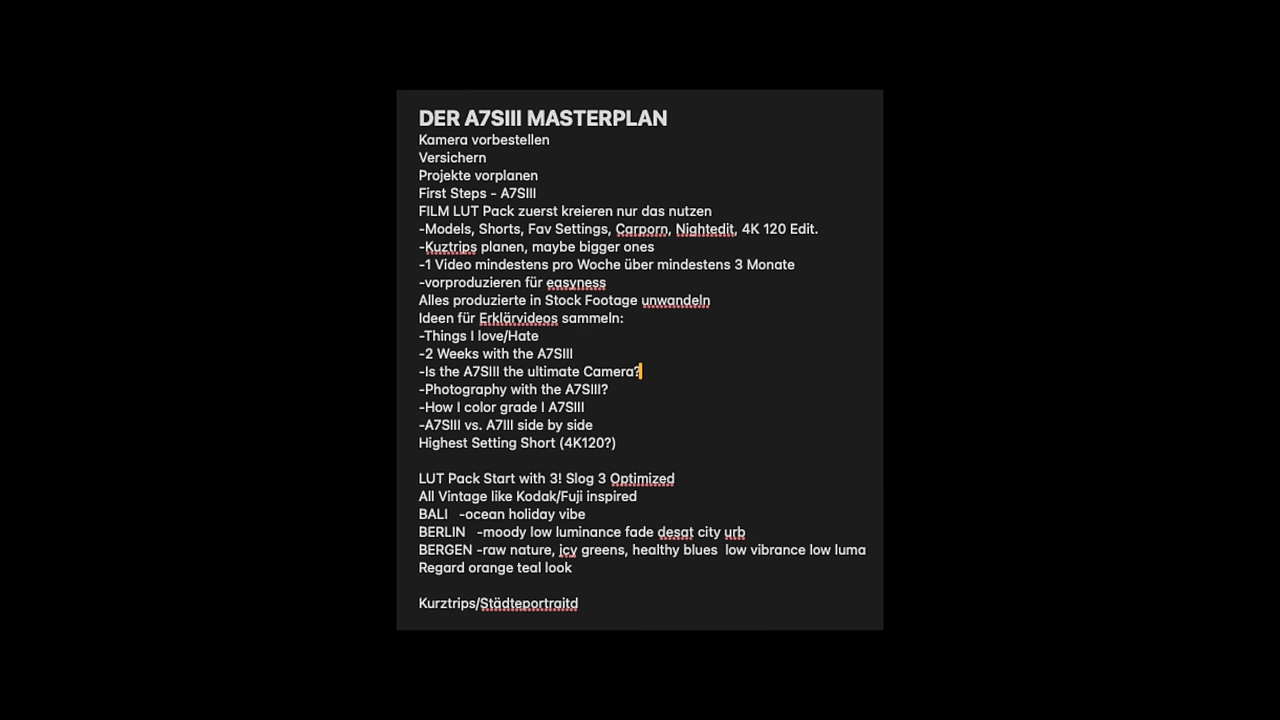 DER A7SIII MASTERPLAN
Kamera vorbestellen
Versichern
Projekte vorplanen
First Steps - A7SIII
FILM LUT Pack zuerst kreieren nur das nutzen
-Models, Shorts, Fav Settings, Carporn, Nightedit, 4K 120 Edit.
-Kuztrips planen, maybe bigger ones
-1 Video mindestens pro Woche über mindestens 3 Monate
-vorproduzieren für easyness
Alles produzierte in Stock Footage unwandeln
Ideen für Erklärvideos sammeln:
-Things I love/Hate
-2 Weeks with the A7SIII
-Is the A7SIII the ultimate Camera?
-Photography with the A7SIII?
-How I color grade I A7SIII
-A7SIII vs. A7III side by side
Highest Setting Short (4K120?)
LUT Pack Start with 3! Slog 3 Optimized
All Vintage like Kodak/Fuji inspired
BALI -ocean holiday vibe
BERLIN -moody low luminance fade desat city urb
BERGEN -raw nature, jcy greens, healthy blues low vibrance low luma
Regard orange teal look
Kurztrips/Städteportraitd